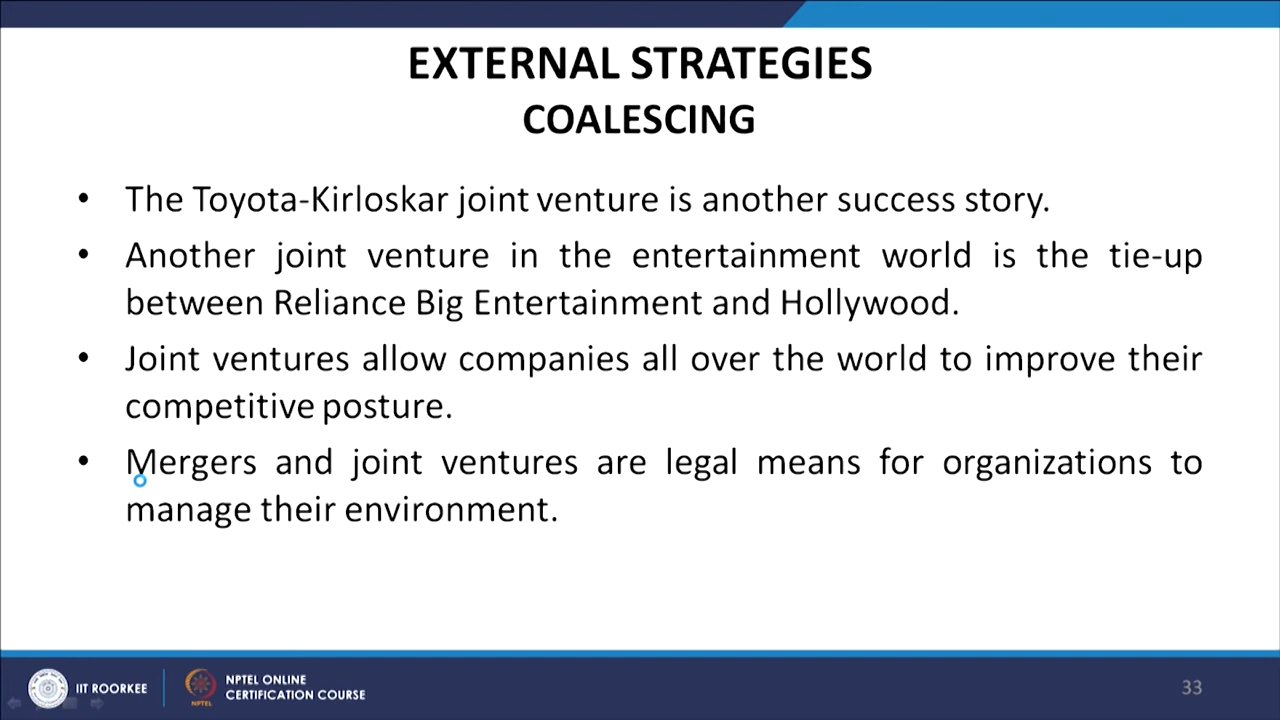 EXTERNAL STRATEGIES
COALESCING
• The Toyota-Kirloskar joint venture is another success story.
• Another joint venture in the entertainment world is the tie-up
between Reliance Big Entertainment and Hollywood.
• Joint ventures allow companies all over the world to improve their
competitive posture.
• Mergers and joint ventures are legal means for organizations to
manage their environment.
IIT ROORKEE
NPTEL
NPTEL ONLINE
CERTIFICATION COURSE
33